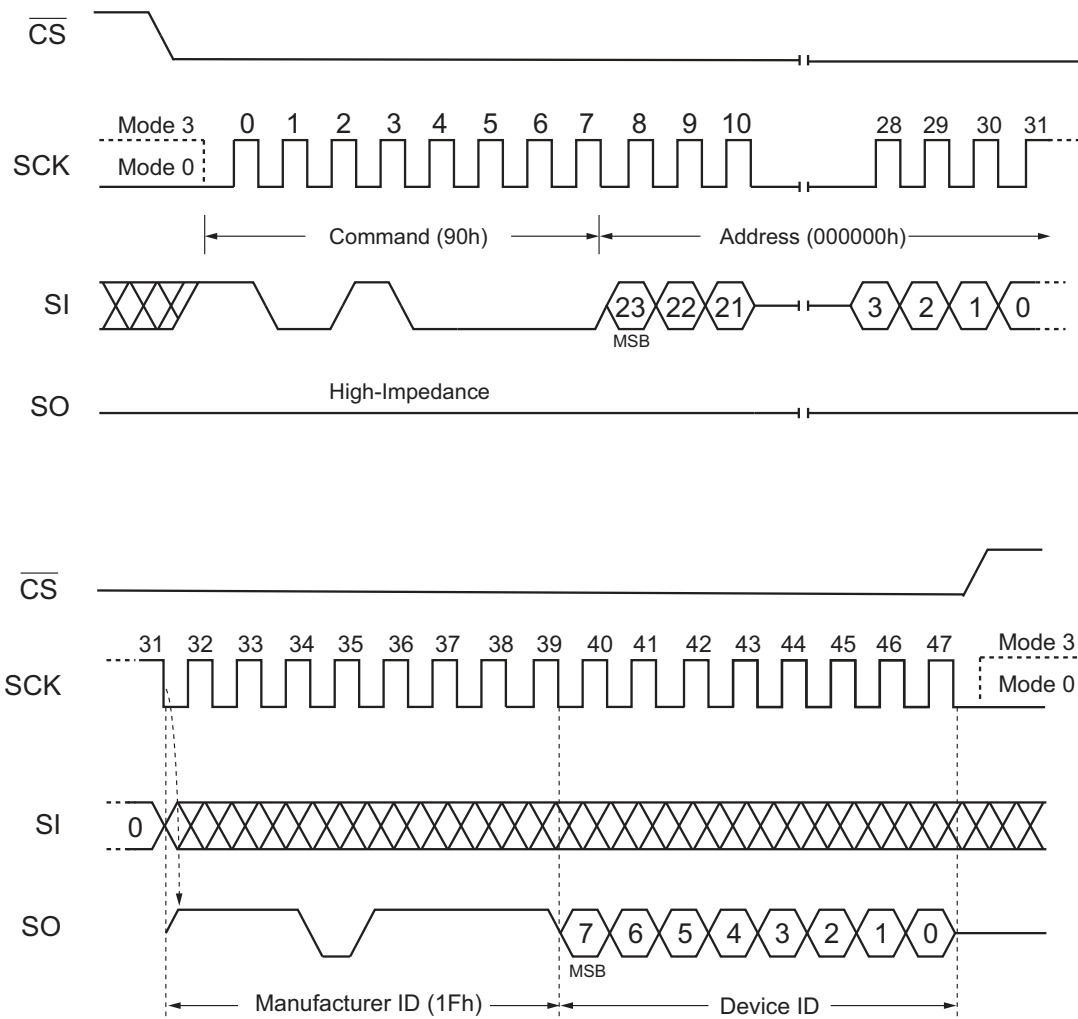 CS
Mode 3
0 1 2 3 4 5 6 7 8 9 10 28 29 30 31
SCK
Mode 0
Command (90h)
Address (000000h)
SI
23 22 21 3 2 1 0
MSB
High-Impedance
SO
CS
31 32 33 34 35 36 37 38 39 40 41 42 43 44 45 46 47
Mode 3
SCK
Mode 0
SI
0
SO
7 6 5 4 3 2 1 0
MSB
Manufacturer ID (1Fh)
Device ID